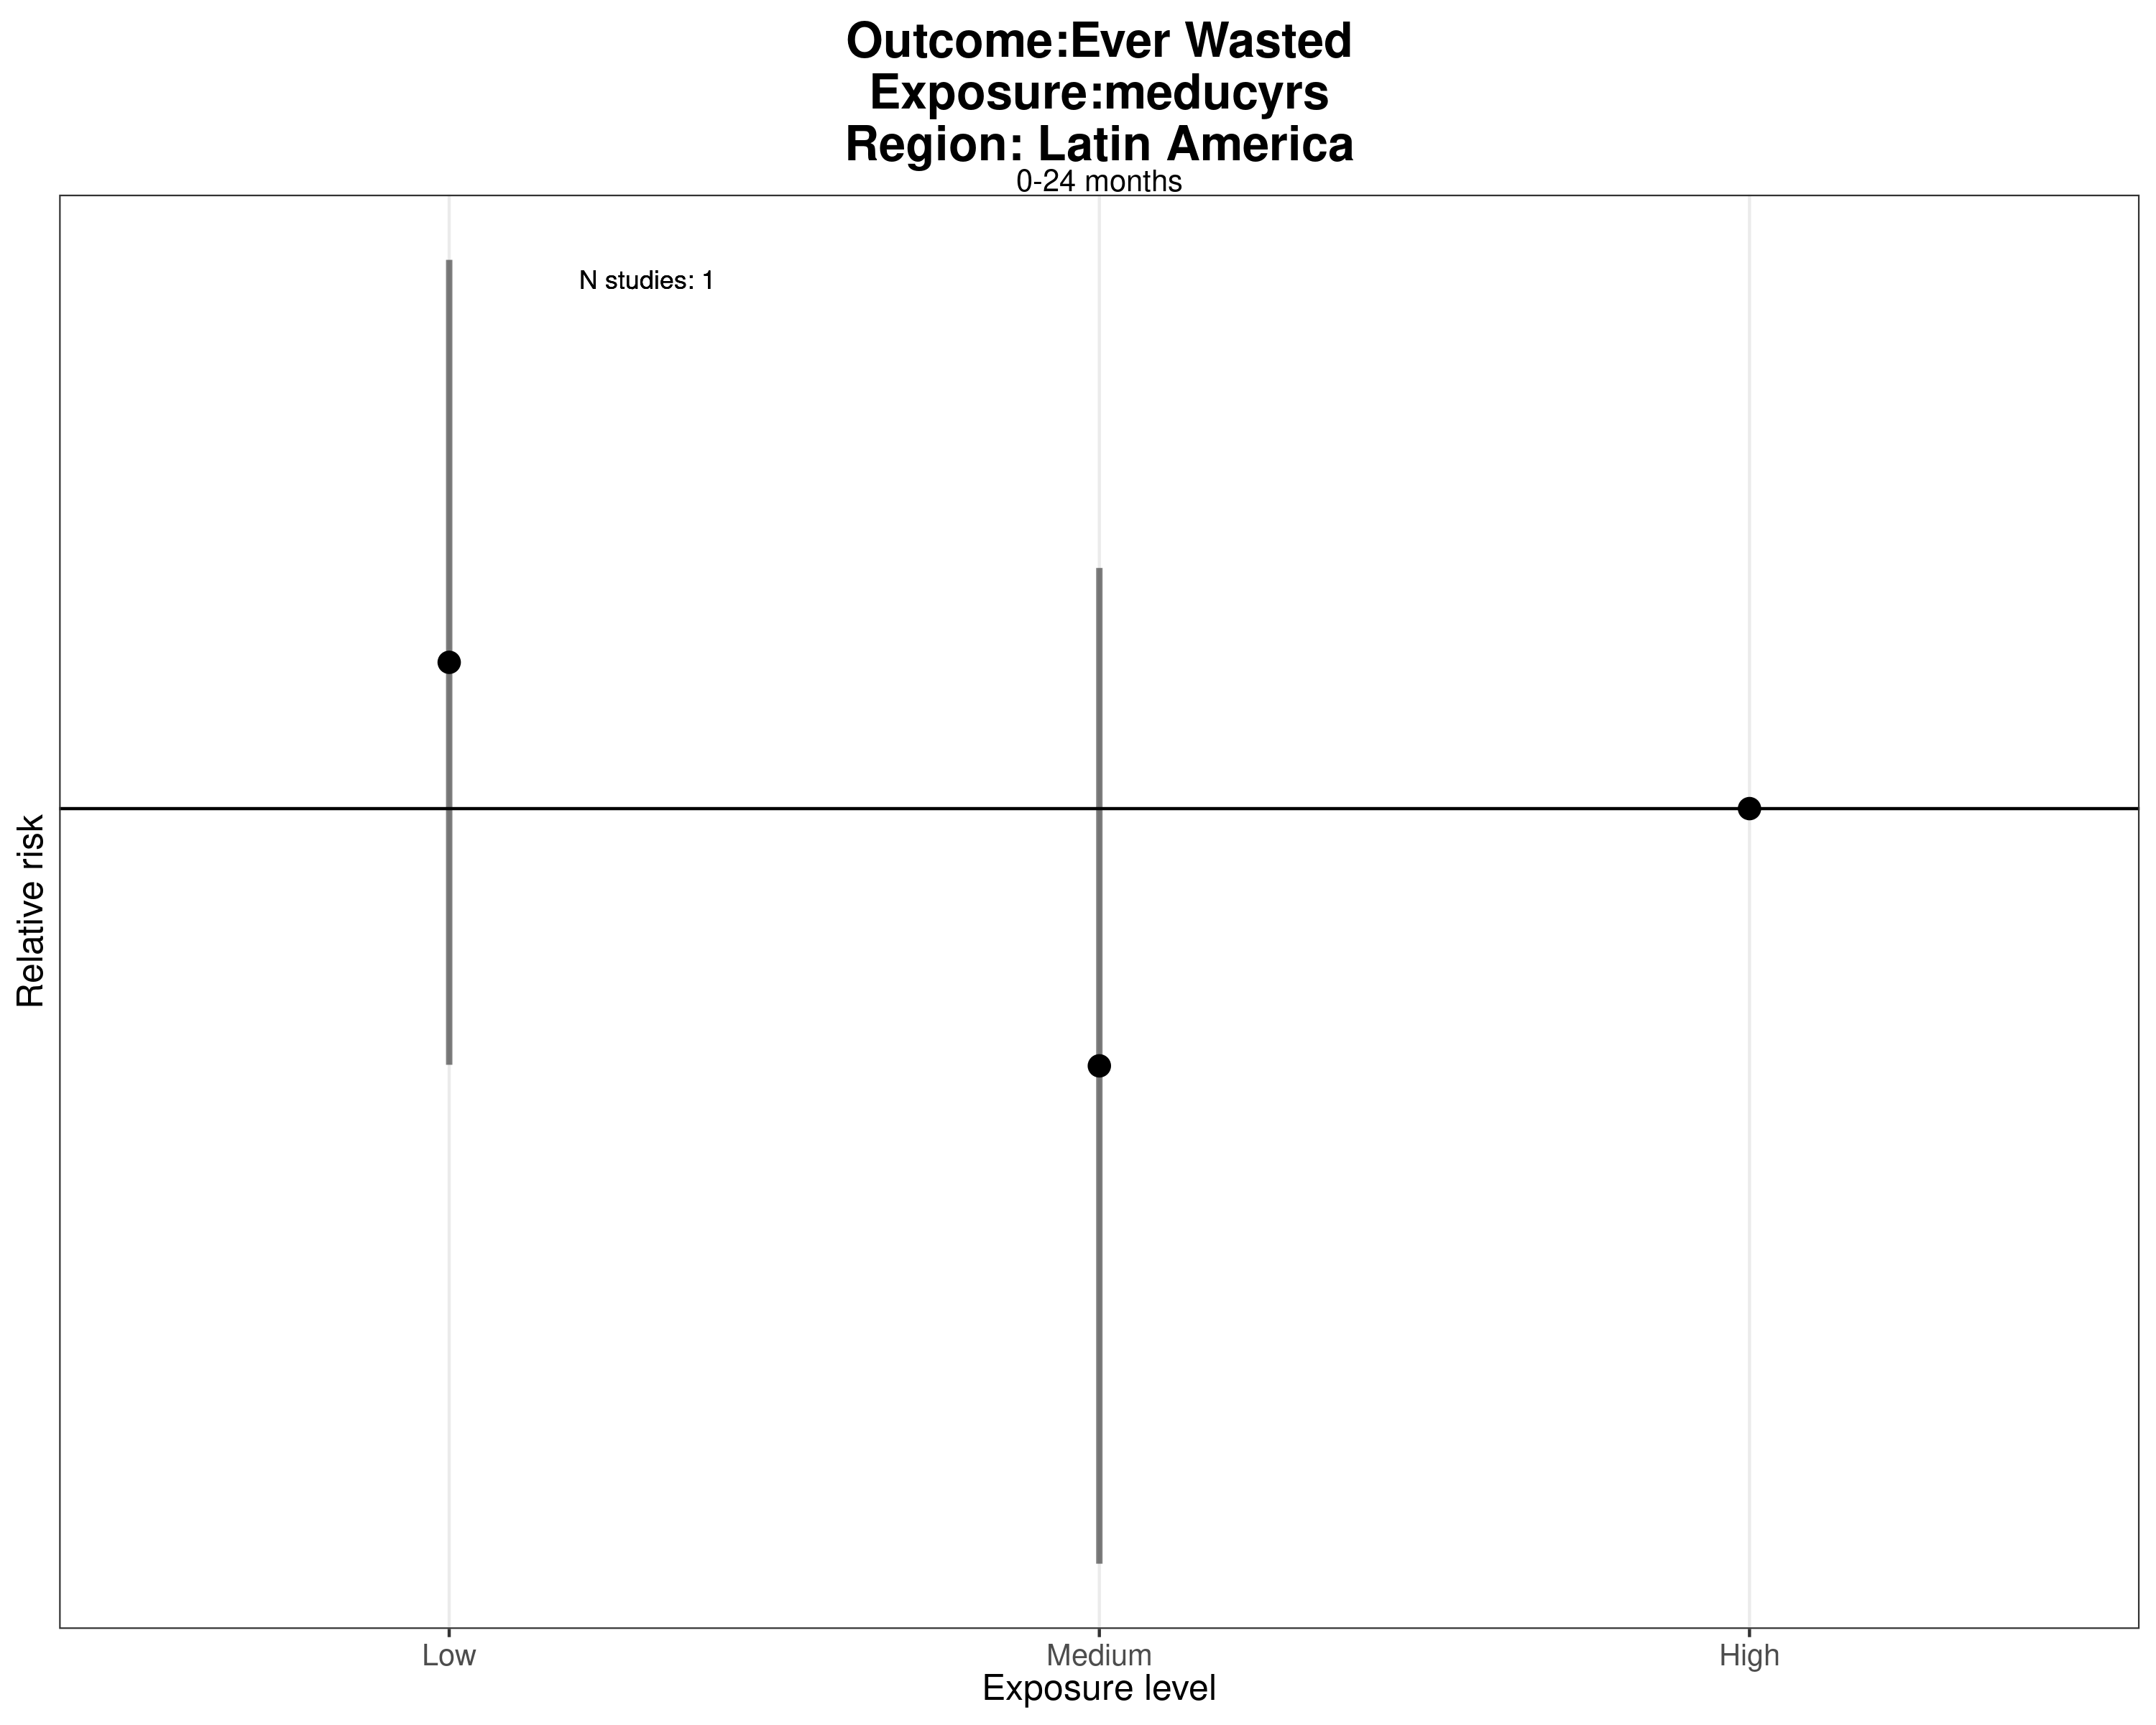 Outcome:Ever Wasted
Exposure:meducyrs
Region: Latin America
0-24 months
N studies: 1
Relative risk
Low
Medium
High
Exposure level